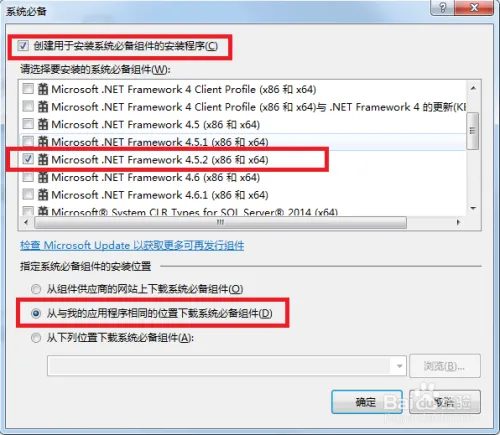 系统必备
创建用于安装系统必备组件的安装程序(C)
请选择要安装的系统必备组件(W):
Microsoft .NET Framework 4 Client Profile (x86 和 x64)
Microsoft .NET Framework 4 Client Profile (x86 和 x64)与 .NET Framework 4 的更新(KB
Microsoft .NET Framework 4.5 (x86 和 x64)
Microsoft .NET Framework 4.5.1 (x86 和 x64)
Microsoft .NET Framework 4.5.2 (x86 和 x64)
Microsoft .NET Framework 4.6 (x86 和 x64)
Microsoft .NET Framework 4.6.1 (x86 和 x64)
Microsoft® System CLR Types for SQL Server® 2014 (x64)
检查 Microsoft Update 以获取更多可再发行组件
指定系统必备组件的安装位置
从组件供应商的网站上下载系统必备组件(O)
从与我的应用程序相同的位置下载系统必备组件(D)
从下列位置下载系统必备组件(A):
浏览(B)...
确定
取消
Baidu 经验